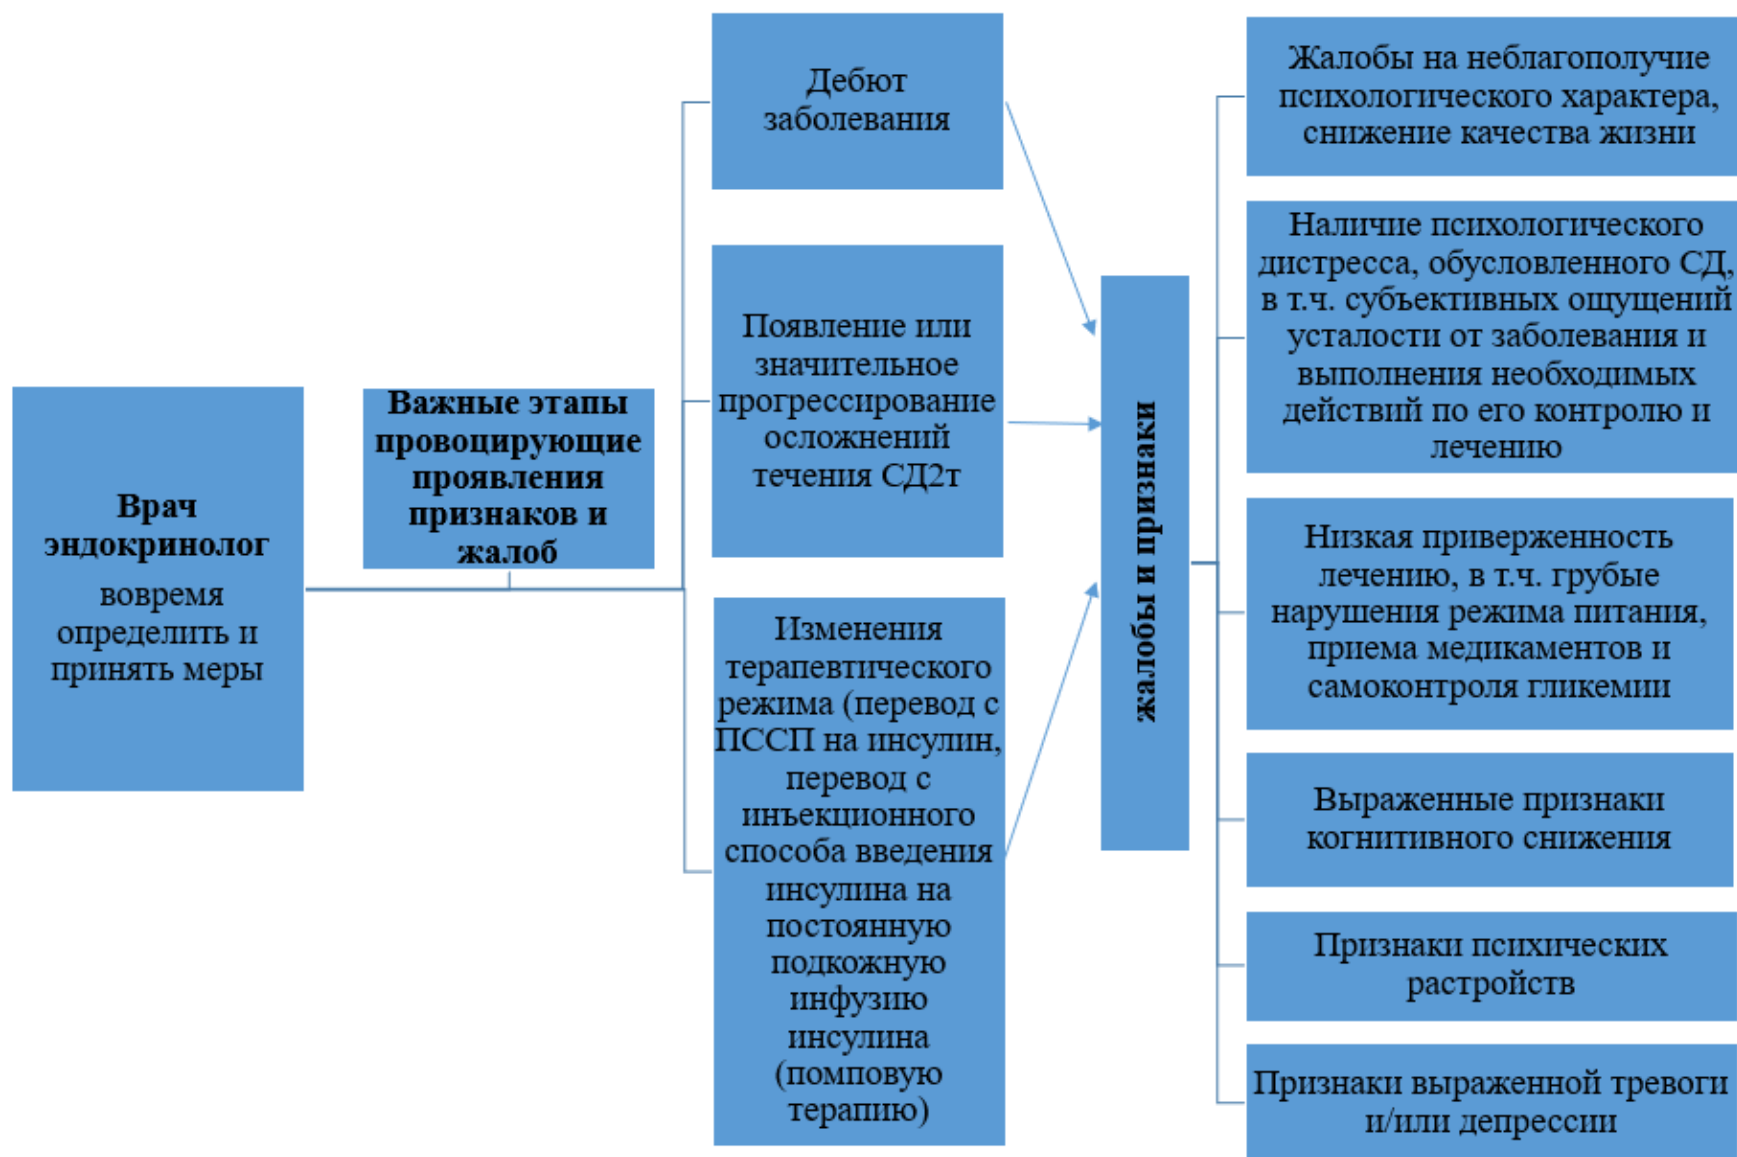 Врач
эндокринолог
вовремя
определить и
принять меры
Важные этапы
провоцирующие
проявления
признаков и
жалоб
Дебют
заболевания
Появление или
значительное
прогрессирование
осложнений
течения СД2т
Изменения
терапевтического
режима (перевод с
ПССП на инсулин,
перевод с
инъекционного
способа введения
инсулина на
постоянную
подкожную
инфузию
инсулина
(помповую
терапию)
жалобы и признаки
Жалобы на неблагополучие
психологического характера,
снижение качества жизни
Наличие психологического
дистресса, обусловленного СД,
в т.ч. субъективных ощущений
усталости от заболевания и
выполнения необходимых
действий по его контролю и
лечению
Низкая приверженность
лечению, в т.ч. грубые
нарушения режима питания,
приема медикаментов и
самоконтроля гликемии
Выраженные признаки
когнитивного снижения
Признаки психических
растройств
Признаки выраженной тревоги
и/или депрессии